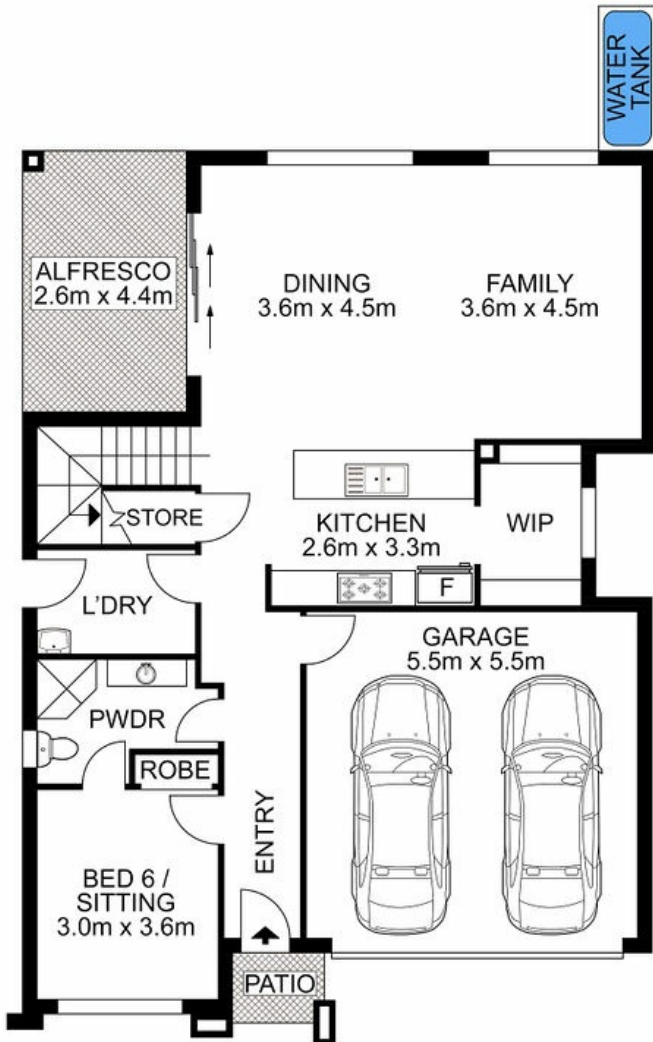 WATER
TANK
ALFRESCO
2.6m x 4.4m
DINING
3.6m x 4.5m
FAMILY
3.6m x 4.5m
STORE
KITCHEN
2.6m x 3.3m
WIP
F
L'DRY
GARAGE
5.5m x 5.5m
PWDR
ROBE
ENTRY
BED 6 /
SITTING
3.0m x 3.6m
PATIO